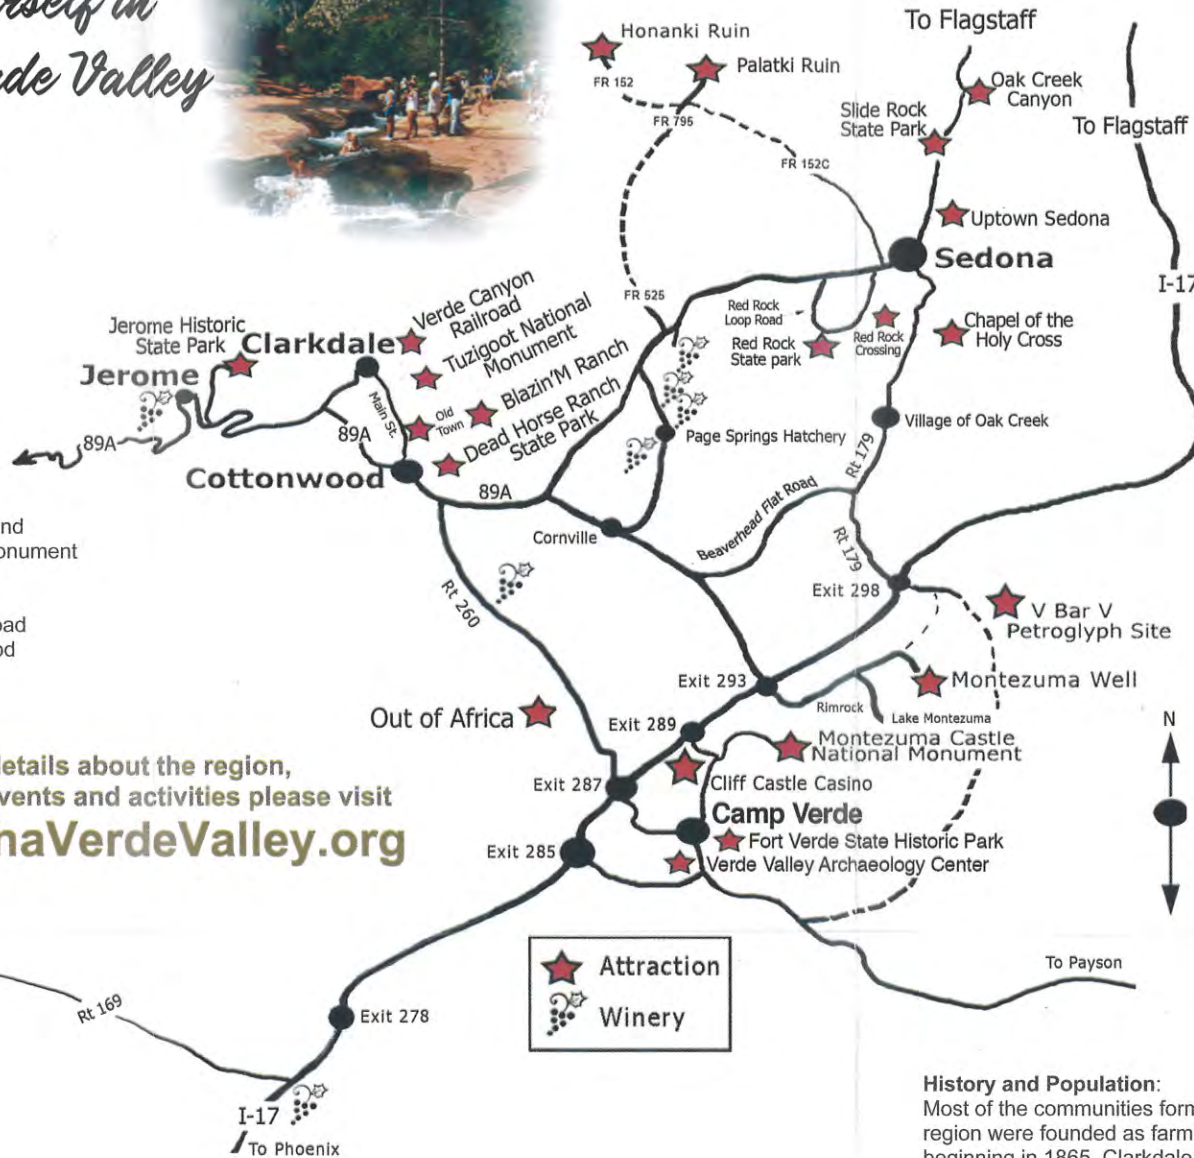 rself in
rde Valley
Honanki Ruin
FR 152
Palatki Ruin
FR 795
FR 152C
To Flagstaff
Oak Creek
Canyon
Slide Rock
State Park
To Flagstaff
Uptown Sedona
Sedona
I-17
FR 525
Red Rock
Loop Road
Red Rock
State park
Red Rock
Crossing
Chapel of the
Holy Cross
Verde Canyon
Railroad
Tuzigoot National
Monument
Blazin'M Ranch
Dead Horse Ranch
State Park
Jerome Historic
State Park
Clarkdale
Jerome
Main St.
Old
Town
89A
89A
Cottonwood
89A
Page Springs Hatchery
Village of Oak Creek
Rt 179
Beaverhead Flat Road
Rt 179
Cornville
nd
onument
Rt 260
Exit 298
V Bar V
Petroglyph Site
oad
od
Exit 293
Montezuma Well
Rimrock
Lake Montezuma
Out of Africa
Exit 289
Montezuma Castle
National Monument
N
Cliff Castle Casino
Exit 287
Camp Verde
Fort Verde State Historic Park
Verde Valley Archaeology Center
Exit 285
details about the region,
vents and activities please visit
naVerdeValley.org
Attraction
Winery
To Payson
Rt 169
Exit 278
I-17
To Phoenix
History and Population:
Most of the communities form
region were founded as farm
beginning in 1865. Clarkdale